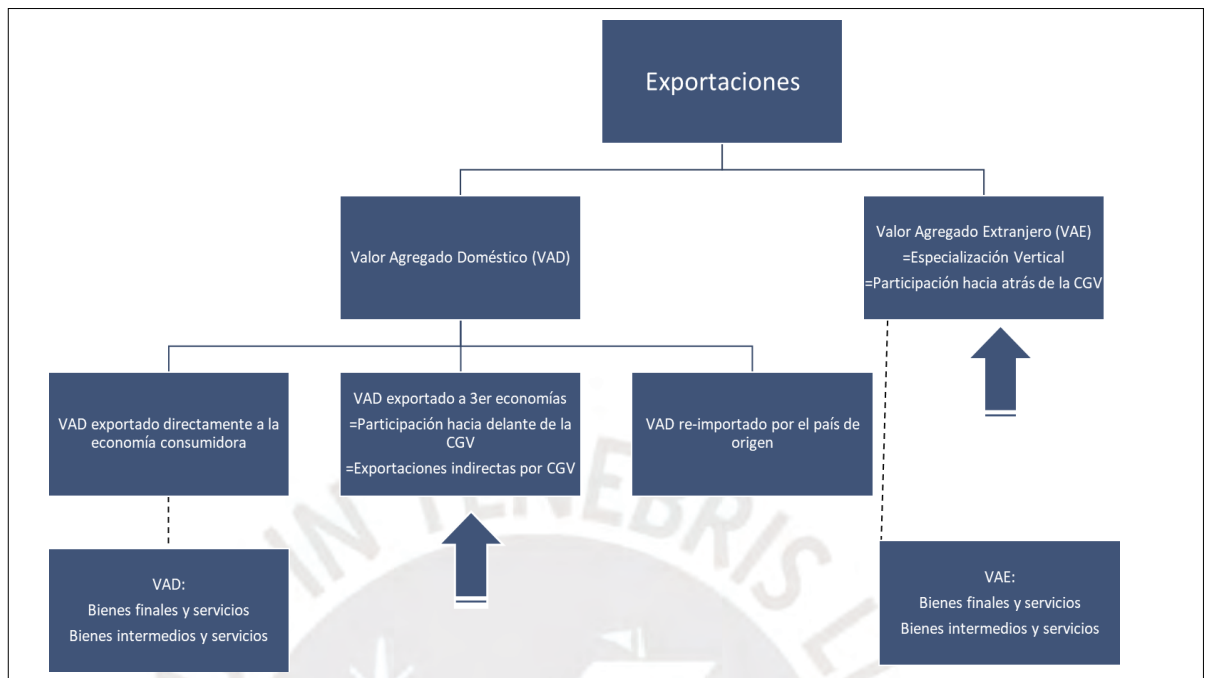 Exportaciones
Valor Agregado Doméstico (VAD)
Valor Agregado Extranjero (VAE)
=Especialización Vertical
=Participación hacia atrás de la CGV
VAD exportado directamente a la
economía consumidora
VAD exportado a 3er economías
=Participación hacia delante de la
CGV
=Exportaciones indirectas por CGV
VAD re-importado por el país de
origen
VAD:
Bienes finales y servicios
Bienes intermedios y servicios
VAE:
Bienes finales y servicios
Bienes intermedios y servicios
IN TENEBRIS